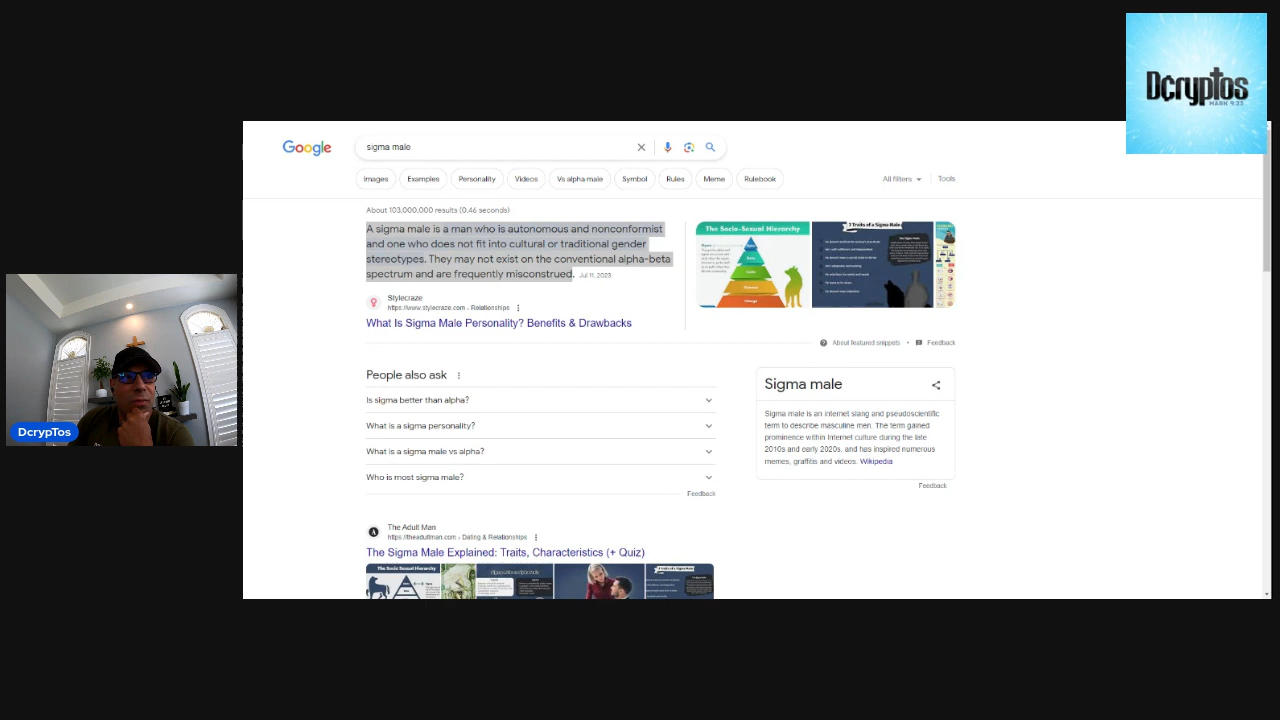 Dcryptos
MARK 9:23
Google
sigma male
Images
Examples
Personality
Videos
Vs alpha male
Symbol
Rules
Meme
Rulebook
All filters
Tools
About 103,000,000 results (0.46 seconds)
A sigma male is a man who is autonomous and nonconformist
and one who does not fit into cultural or traditional gender
stereotypes. They may not exist on the conventional alpha-beta
spectrum and are frequently misconstrued. Jul 11, 2023
The Socio-Sexual Hierarchy
7 Traits of a Sigma Male
Stylecraze
https://www.stylecraze.com › Relationships
What Is Sigma Male Personality? Benefits & Drawbacks
About featured snippets • Feedback
People also ask
Is sigma better than alpha?
What is a sigma personality?
What is a sigma male vs alpha?
Who is most sigma male?
Feedback
Sigma male
Sigma male is an internet slang and pseudoscientific
term to describe masculine men. The term gained
prominence within Internet culture during the late
2010s and early 2020s, and has inspired numerous
memes, graffitis and videos. Wikipedia
Feedback
DcrypTos
The Adult Man
https://theadultman.com › Dating & Relationships
The Sigma Male Explained: Traits, Characteristics (+ Quiz)
The Socio Sexual Hierarchy